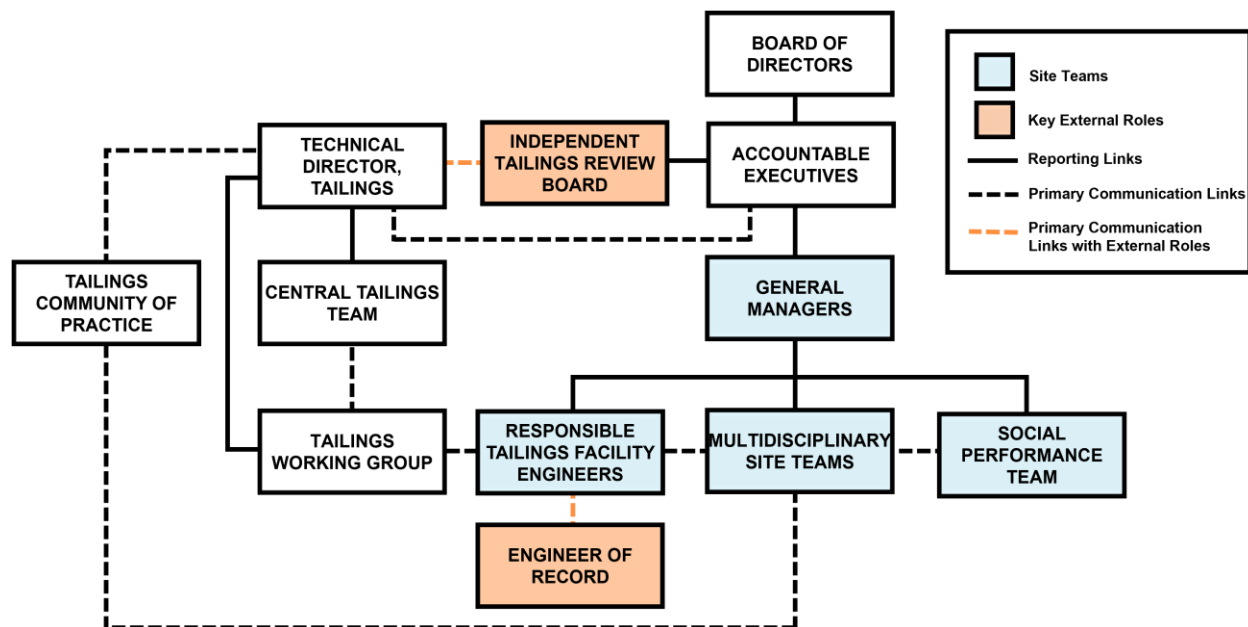 BOARD OF
DIRECTORS
Site Teams
Key External Roles
Reporting Links
Primary Communication Links
Primary Communication
Links with External Roles
TECHNICAL
DIRECTOR,
TAILINGS
INDEPENDENT
TAILINGS REVIEW
BOARD
ACCOUNTABLE
EXECUTIVES
TAILINGS
COMMUNITY OF
PRACTICE
CENTRAL TAILINGS
TEAM
GENERAL
MANAGERS
TAILINGS
WORKING GROUP
RESPONSIBLE
TAILINGS FACILITY
ENGINEERS
MULTIDISCIPLINARY
SITE TEAMS
SOCIAL
PERFORMANCE
TEAM
ENGINEER OF
RECORD